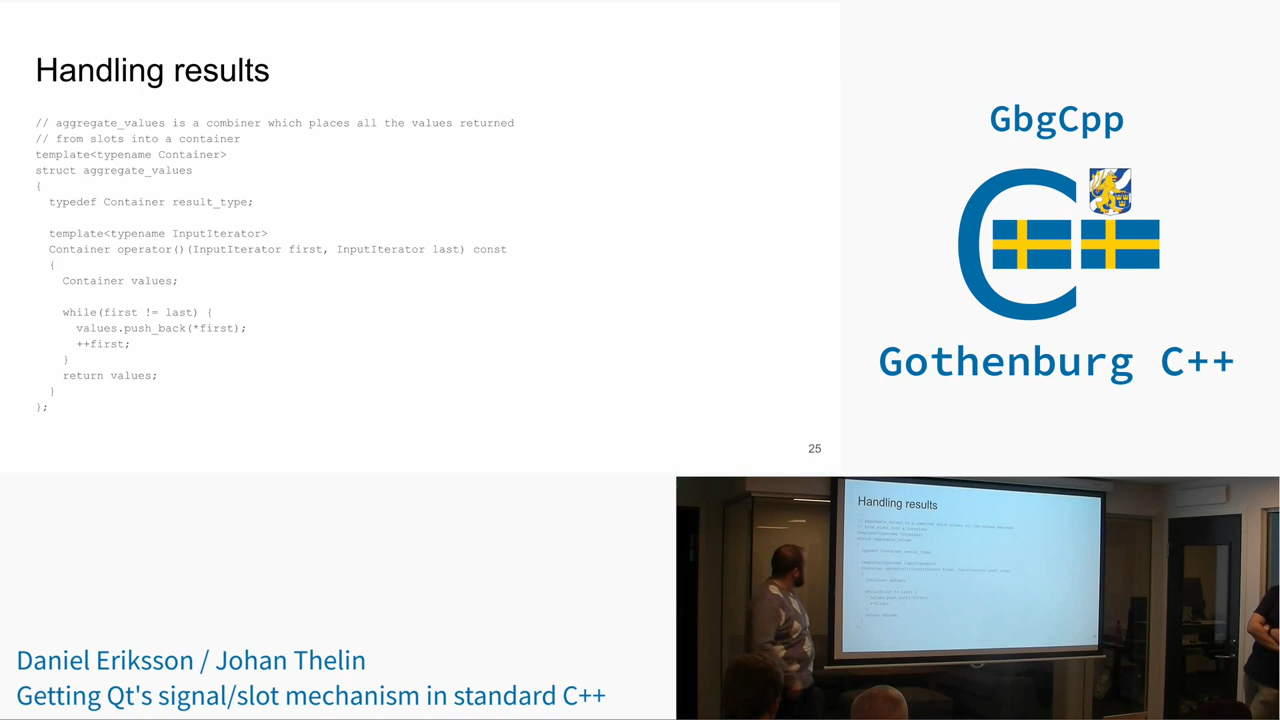 Handling results
// aggregate_values is a combiner which places all the values returned
// from slots into a container
template<typename Container>
struct aggregate_values
{
  typedef Container result_type;
  template<typename InputIterator>
  Container operator()(InputIterator first, InputIterator last) const
  {
    Container values;
    while(first != last) {
      values.push_back(*first);
      ++first;
    }
    return values;
  }
};
25
GbgCpp
C
Gothenburg C++
Handling results
Daniel Eriksson / Johan Thelin
Getting Qt's signal/slot mechanism in standard C++